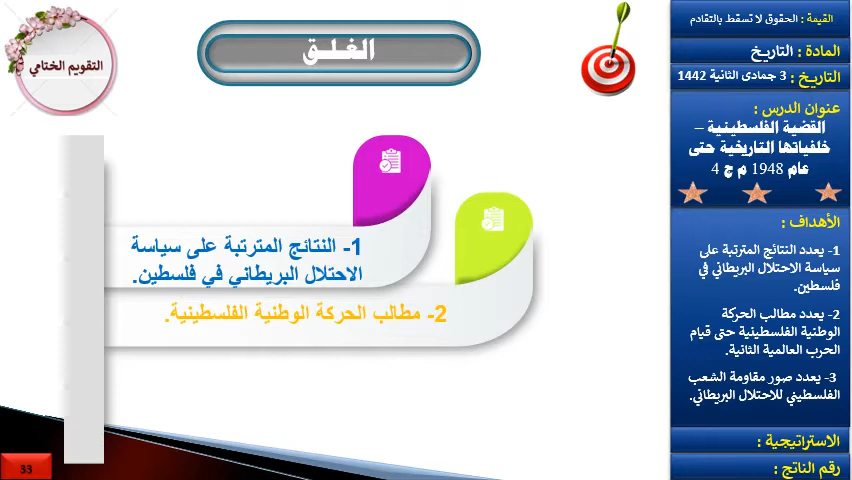 القيمة : الحقوق لا تسقط بالتقادم
المادة : التاريخ
التاريخ : 3 جمادى الثانية 1442
عنوان الدرس :
القضية الفلسطينية –
خلفياتها التاريخية حتى
عام 1948 م ج 4
الأهداف :
1- يعدد النتائج المترتبة على
سياسة الاحتلال البريطاني في
فلسطين.
2- يعدد مطالب الحركة
الوطنية الفلسطينية حتى قيام
الحرب العالمية الثانية.
3- يعدد صور مقاومة الشعب
الفلسطيني للاحتلال البريطاني.
الاستراتيجية :
رقم الناتج :
الغلـق
التقويم الختامي
1- النتائج المترتبة على سياسة
الاحتلال البريطاني في فلسطين.
2- مطالب الحركة الوطنية الفلسطينية.
33